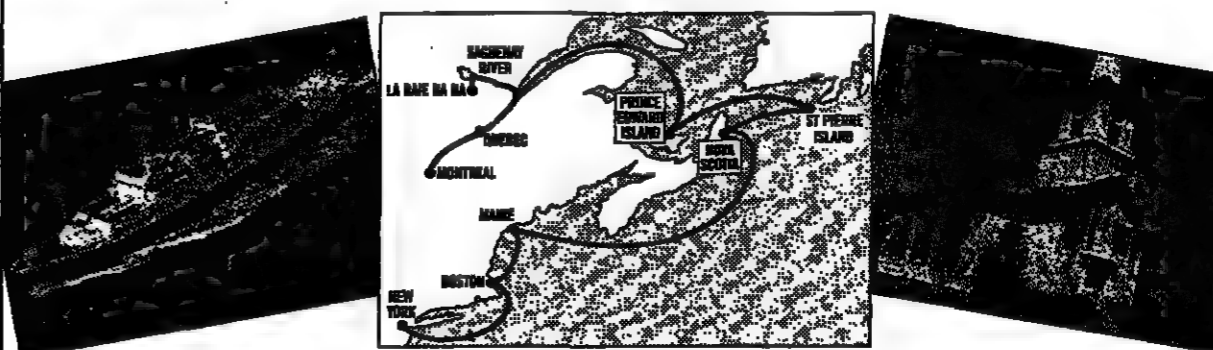 SAGUENAY
RIVER
LA BAIE HA HA
QUEBEC
MONTREAL
PRINCE
EDWARD
ISLAND
ST PIERRE
ISLAND
NOVA
SCOTIA
MAINE
BOSTON
NEW
YORK